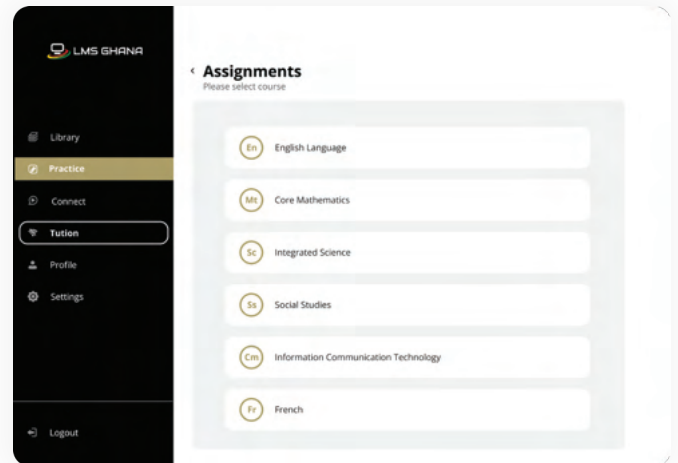 LMS GHANA
Library
Practice
Connect
Tution
Profile
Settings
Logout
Assignments
Please select course
En English Language
Mt Core Mathematics
Sc Integrated Science
Ss Social Studies
Cm Information Communication Technology
Fr French